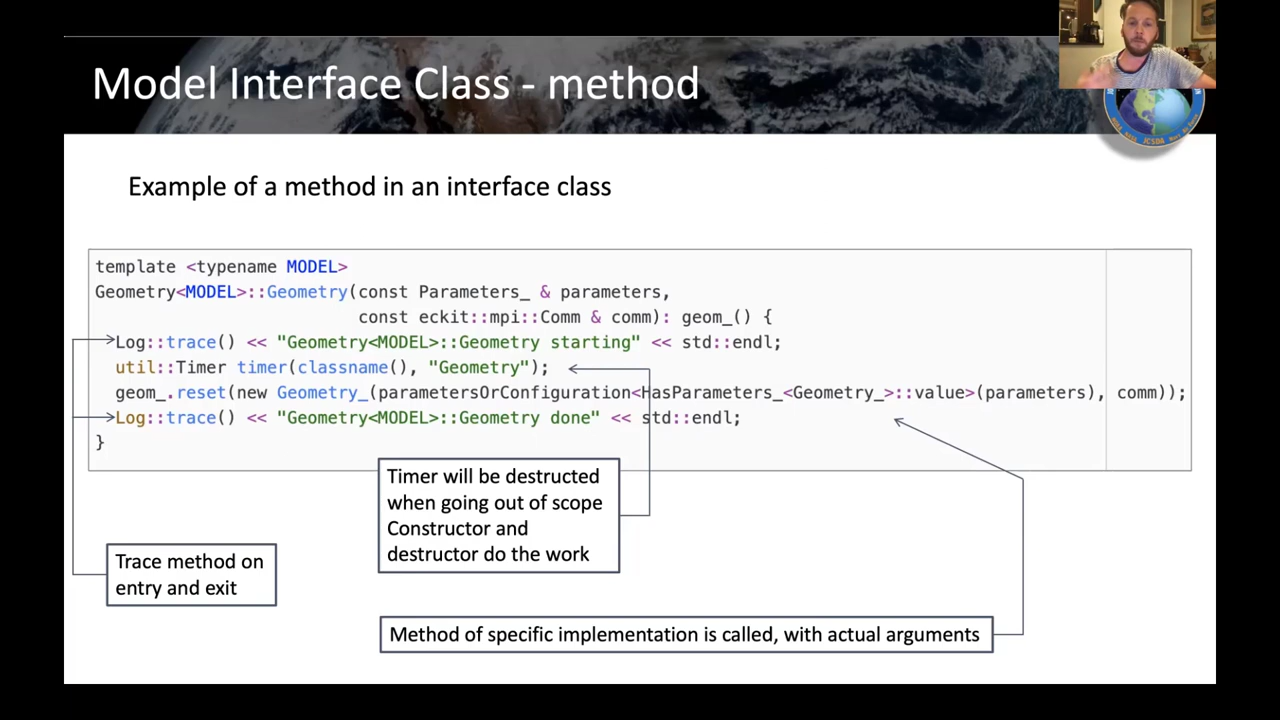 Model Interface Class - method
Example of a method in an interface class
template <typename MODEL>
Geometry<MODEL>::Geometry(const Parameters_ & parameters,
const eckit::mpi::Comm & comm): geom_() {
Log::trace() << "Geometry<MODEL>::Geometry starting" << std::endl;
util::Timer timer(classname(), "Geometry");
geom_.reset(new Geometry_(parametersOrConfiguration<HasParameters_<Geometry_>::value>(parameters), comm));
Log::trace() << "Geometry<MODEL>::Geometry done" << std::endl;
}
Timer will be destructed
when going out of scope
Constructor and
destructor do the work
Trace method on
entry and exit
Method of specific implementation is called, with actual arguments
JCSDA